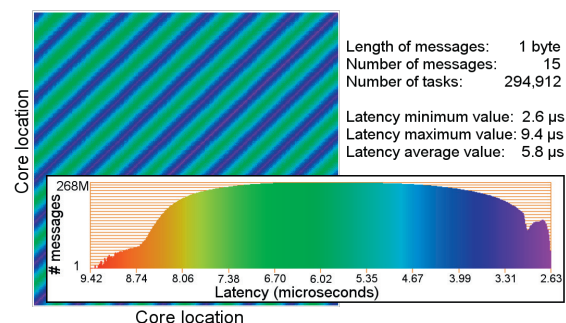 Length of messages: 1 byte
Number of messages: 15
Number of tasks: 294,912
Latency minimum value: 2.6 µs
Latency maximum value: 9.4 µs
Latency average value: 5.8 µs
Core location
268M
# messages
1
9.42 8.74 8.06 7.38 6.70 6.02 5.35 4.67 3.99 3.31 2.63
Latency (microseconds)
Core location